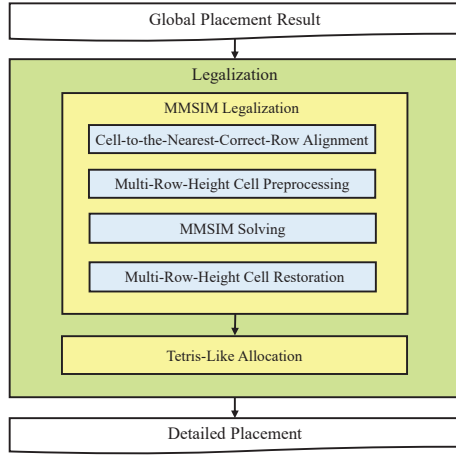 Global Placement Result
Legalization
MMSIM Legalization
Cell-to-the-Nearest-Correct-Row Alignment
Multi-Row-Height Cell Preprocessing
MMSIM Solving
Multi-Row-Height Cell Restoration
Tetris-Like Allocation
Detailed Placement